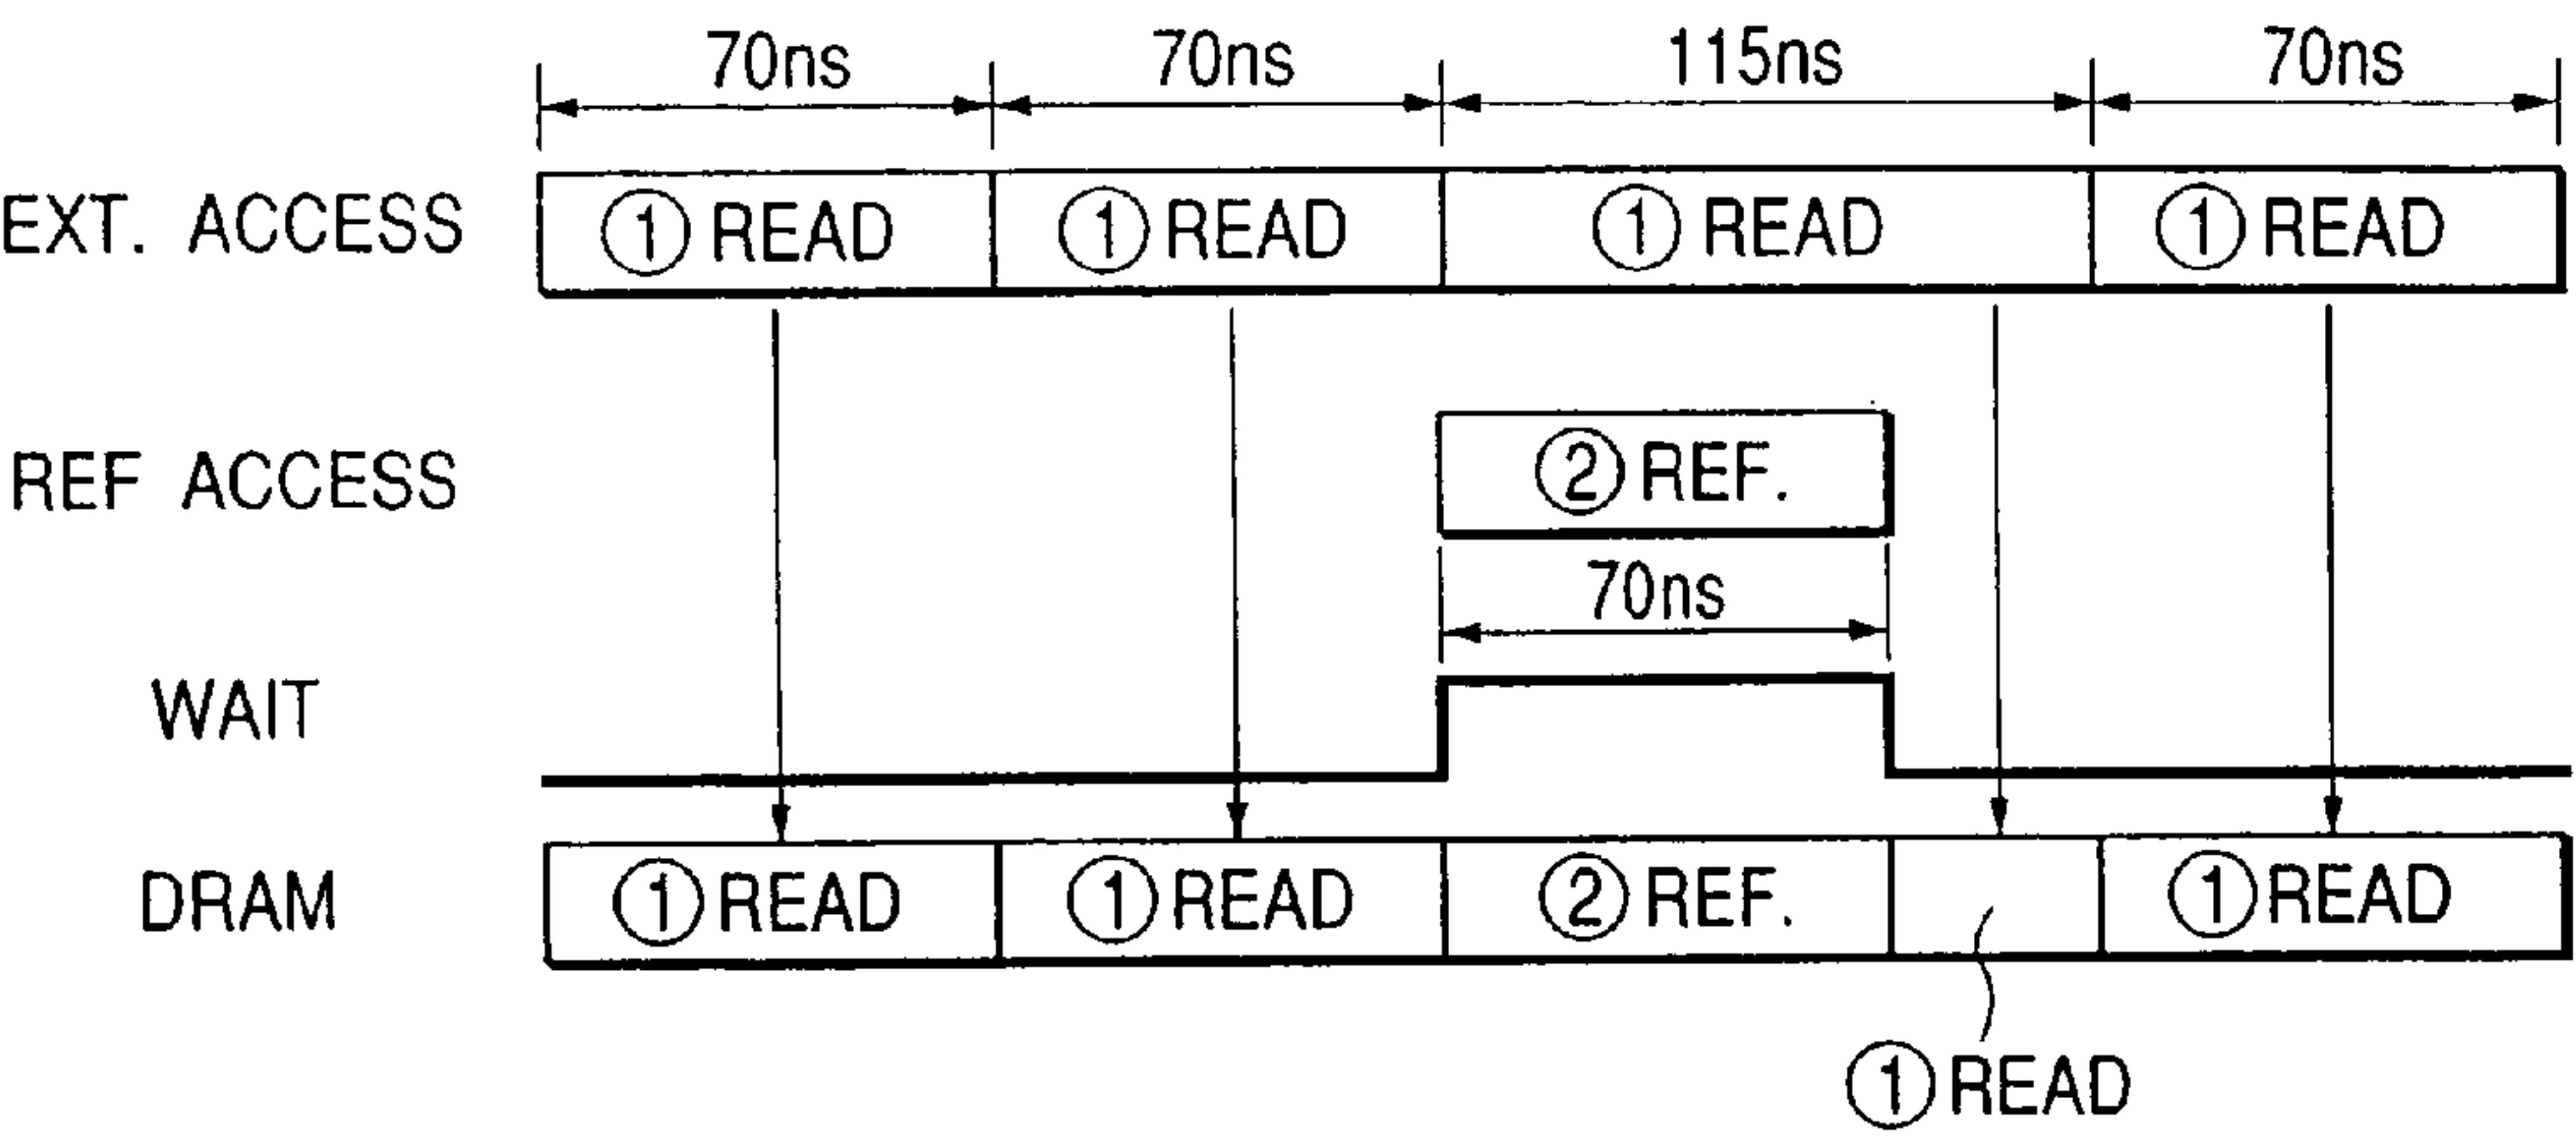 70ns 70ns 115ns 70ns
EXT. ACCESS ① READ ① READ ① READ ① READ
REF ACCESS ② REF.
70ns
WAIT
DRAM ① READ ① READ ② REF. ① READ
① READ